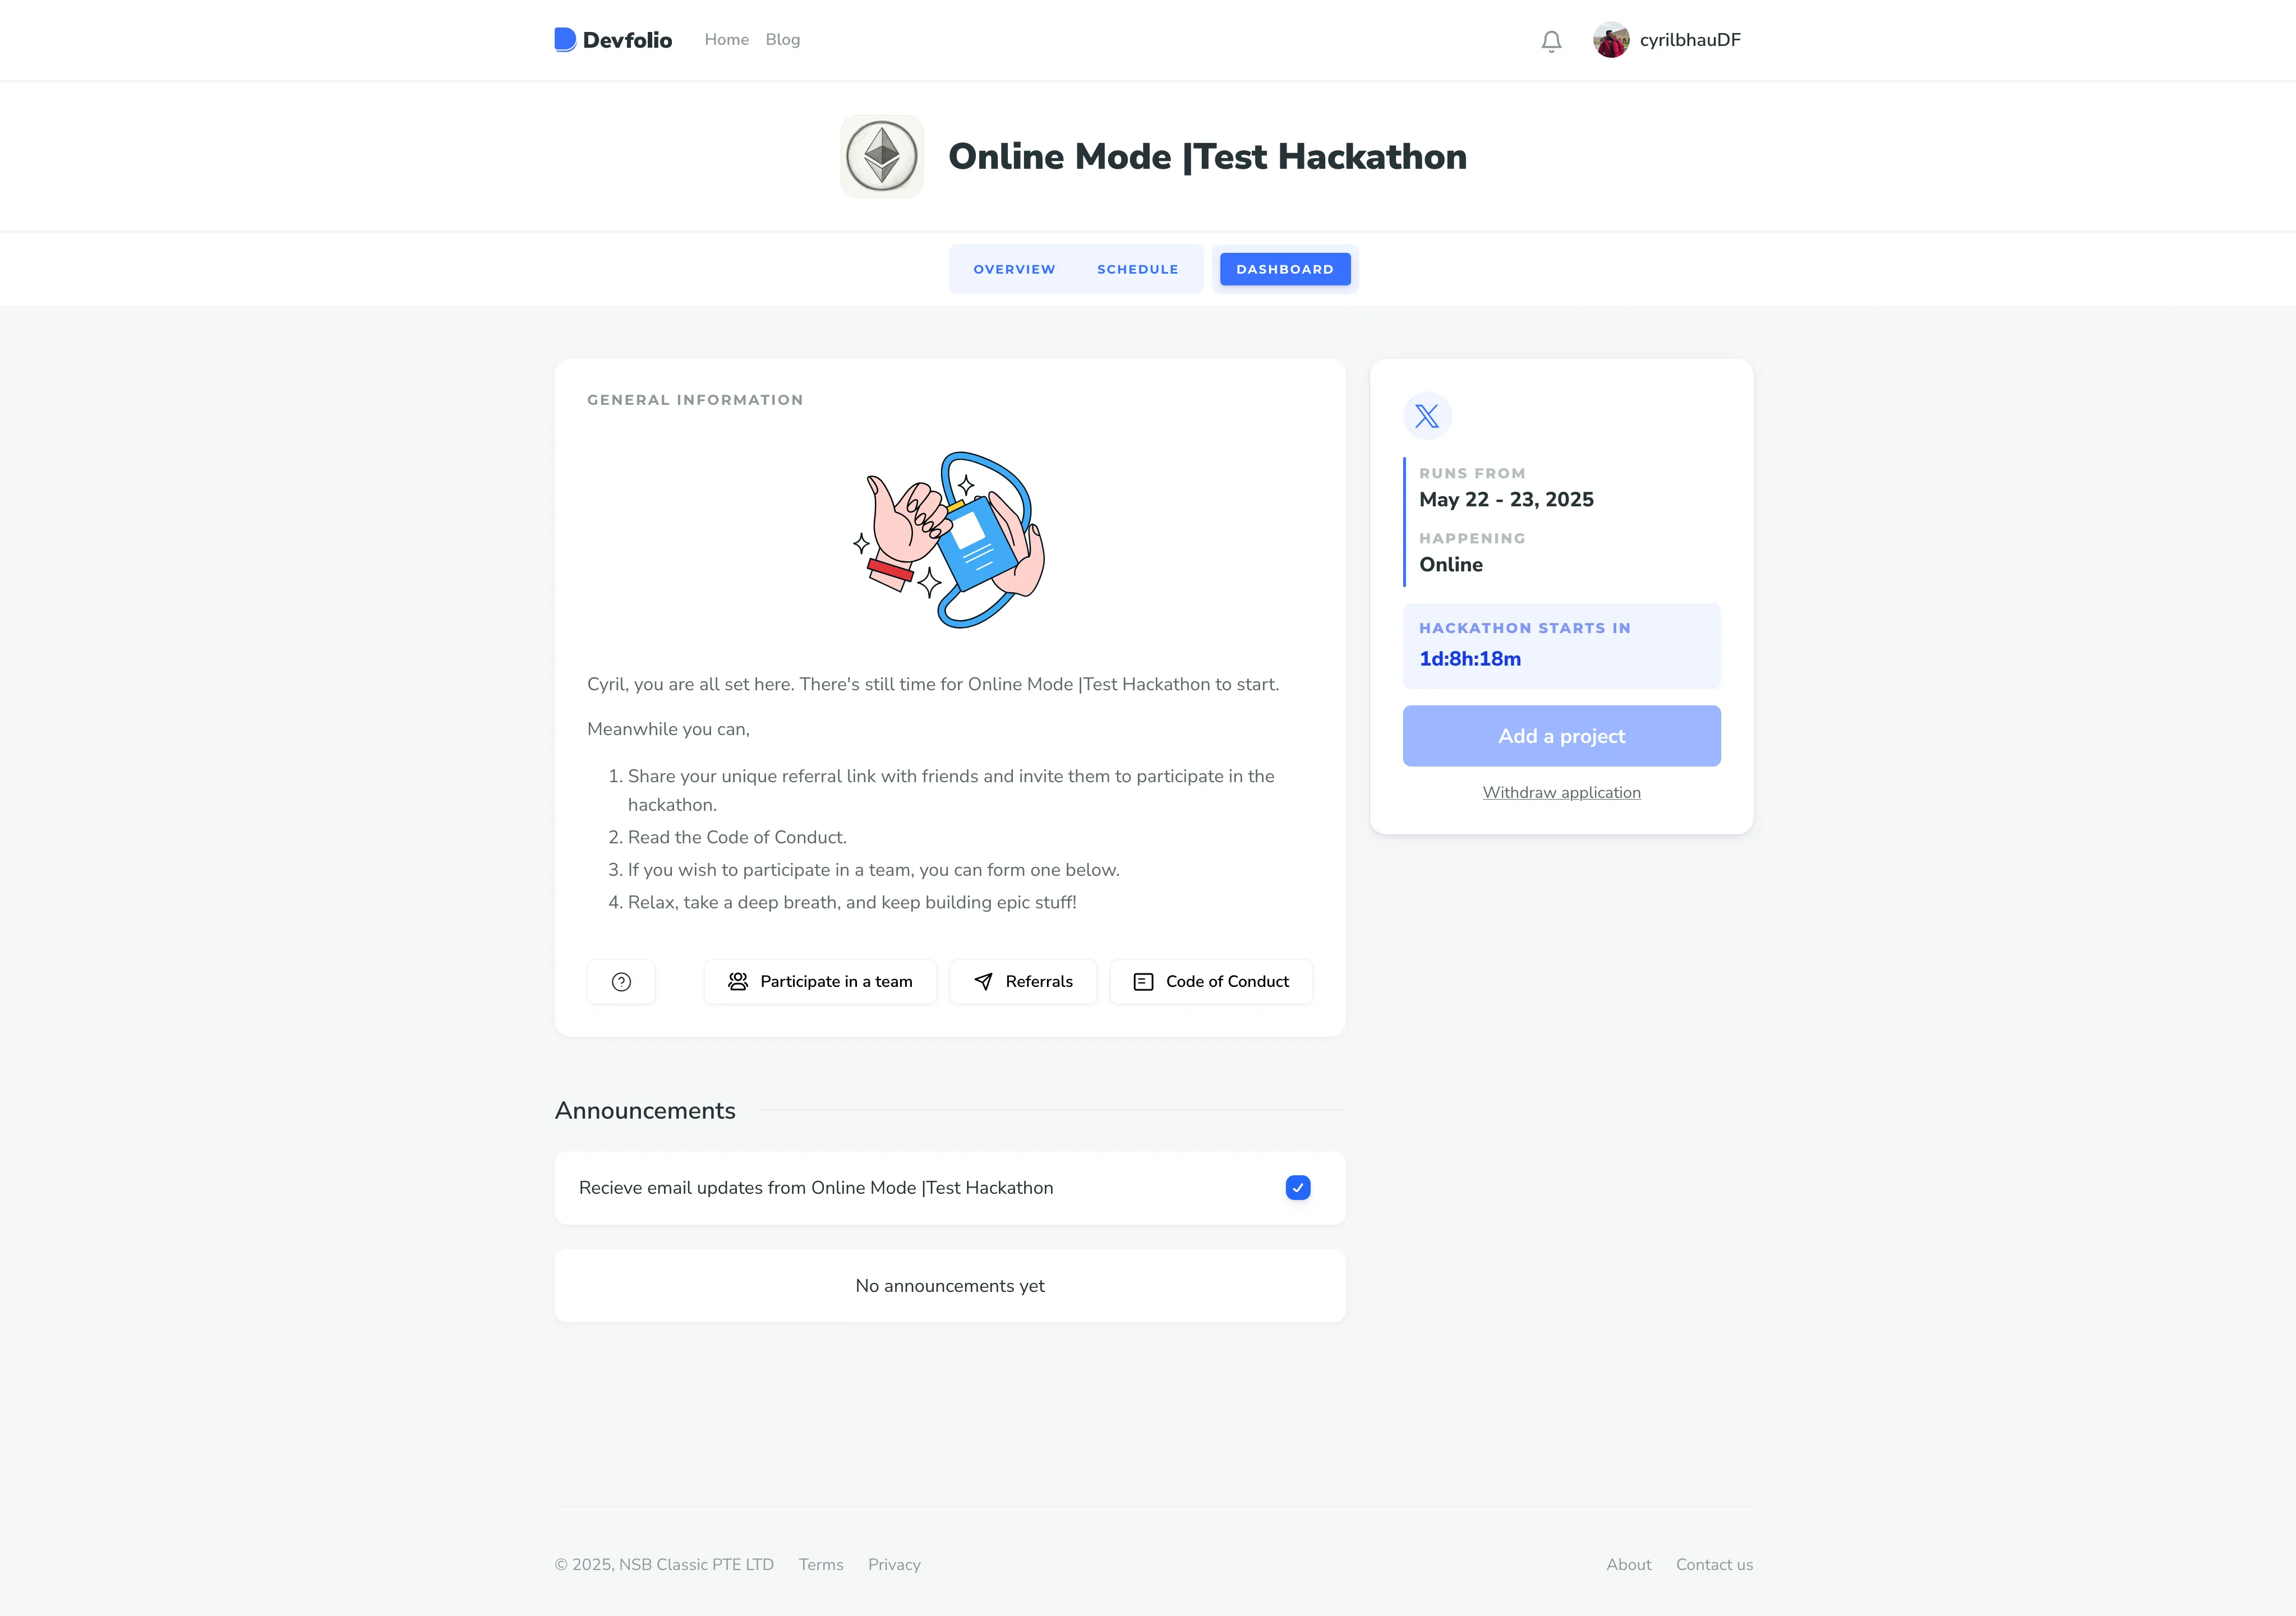 Devfolio Home Blog cyrilbhauDF
Online Mode |Test Hackathon
OVERVIEW SCHEDULE DASHBOARD
GENERAL INFORMATION
Cyril, you are all set here. There's still time for Online Mode |Test Hackathon to start.
Meanwhile you can,
1. Share your unique referral link with friends and invite them to participate in the
hackathon.
2. Read the Code of Conduct.
3. If you wish to participate in a team, you can form one below.
4. Relax, take a deep breath, and keep building epic stuff!
Participate in a team Referrals Code of Conduct
RUNS FROM
May 22 - 23, 2025
HAPPENING
Online
HACKATHON STARTS IN
1d:8h:18m
Add a project
Withdraw application
Announcements
Recieve email updates from Online Mode |Test Hackathon
No announcements yet
© 2025, NSB Classic PTE LTD Terms Privacy About Contact us